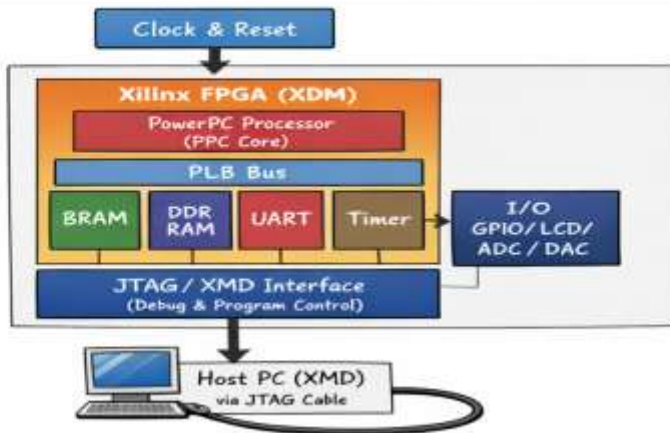 Clock & Reset
Xilinx FPGA (XDM)
PowerPC Processor
(PPC Core)
PLB Bus
BRAM
DDR
RAM
UART
Timer
I/O
GPIO/LCD/
ADC / DAC
JTAG / XMD Interface
(Debug & Program Control)
Host PC (XMD)
via JTAG Cable